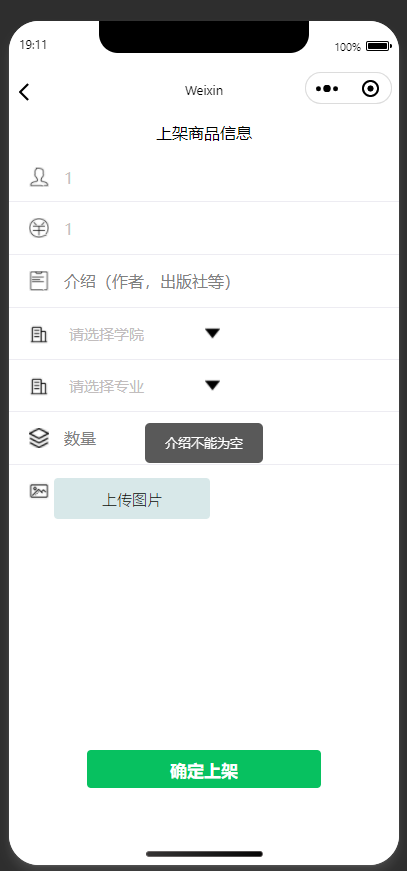 19:11
100%
Weixin
上架商品信息
1
1
介绍（作者，出版社等）
请选择学院
请选择专业
数量
介绍不能为空
上传图片
确定上架